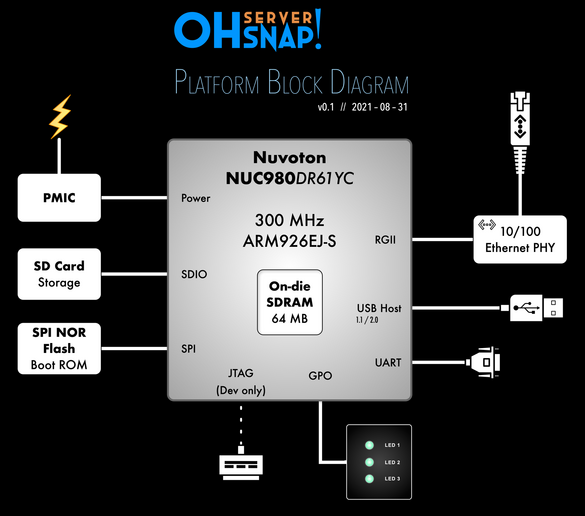 OH SERVER SNAP!
PLATFORM BLOCK DIAGRAM
v0.1 // 2021-08-31
Nuvoton
NUC980DR61YC
300 MHz
ARM926EJ-S
On-die
SDRAM
64 MB
PMIC
Power
SD Card
Storage
SDIO
SPI NOR
Flash
Boot ROM
SPI
JTAG
(Dev only)
GPO
RGII
10/100
Ethernet PHY
USB Host
1.1 / 2.0
UART
LED 1
LED 2
LED 3